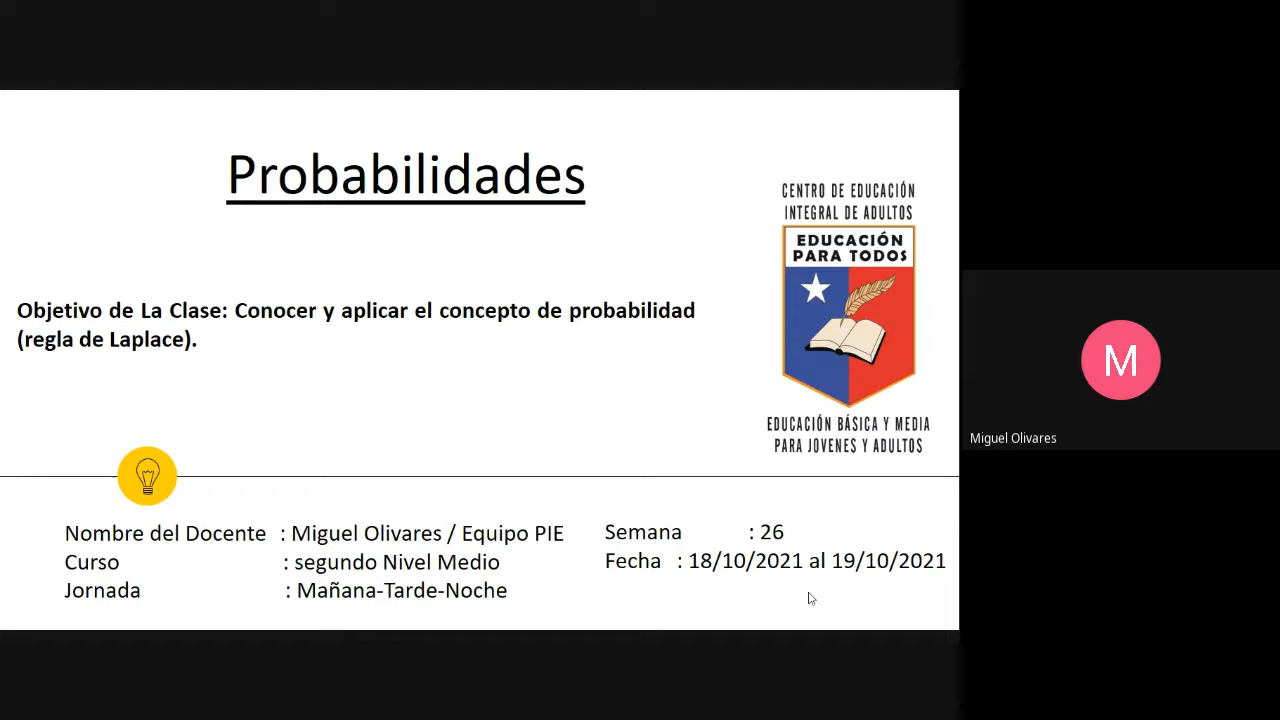 Probabilidades
CENTRO DE EDUCACIÓN
INTEGRAL DE ADULTOS
EDUCACIÓN
PARA TODOS
Objetivo de La Clase: Conocer y aplicar el concepto de probabilidad
(regla de Laplace).
EDUCACIÓN BÁSICA Y MEDIA
PARA JOVENES Y ADULTOS
M
Miguel Olivares
Nombre del Docente : Miguel Olivares / Equipo PIE
Curso : segundo Nivel Medio
Jornada : Mañana-Tarde-Noche
Semana : 26
Fecha : 18/10/2021 al 19/10/2021